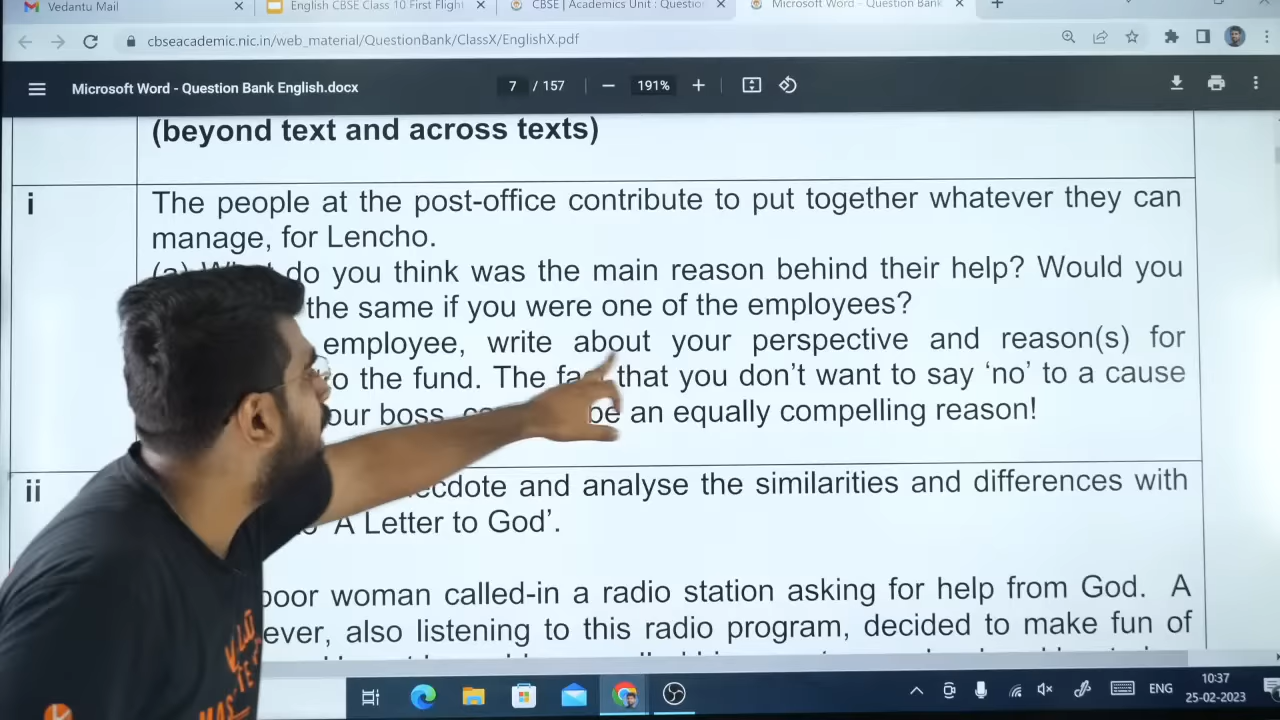 Vedantu Mail
English CBSE Class 10 First Flight
CBSE | Academics Unit : Question
Microsoft Word - Question Bank
cbseacademic.nic.in/web_material/QuestionBank/ClassX/EnglishX.pdf
Microsoft Word - Question Bank English.docx
7 / 157
191%
(beyond text and across texts)
i
The people at the post-office contribute to put together whatever they can
manage, for Lencho.
(a) What do you think was the main reason behind their help? Would you
the same if you were one of the employees?
employee, write about your perspective and reason(s) for
to the fund. The fact that you don't want to say 'no' to a cause
our boss, be an equally compelling reason!
ii
and analyse the similarities and differences with
'A Letter to God'.
poor woman called-in a radio station asking for help from God. A
also listening to this radio program, decided to make fun of
ENG
10:37
25-02-2023